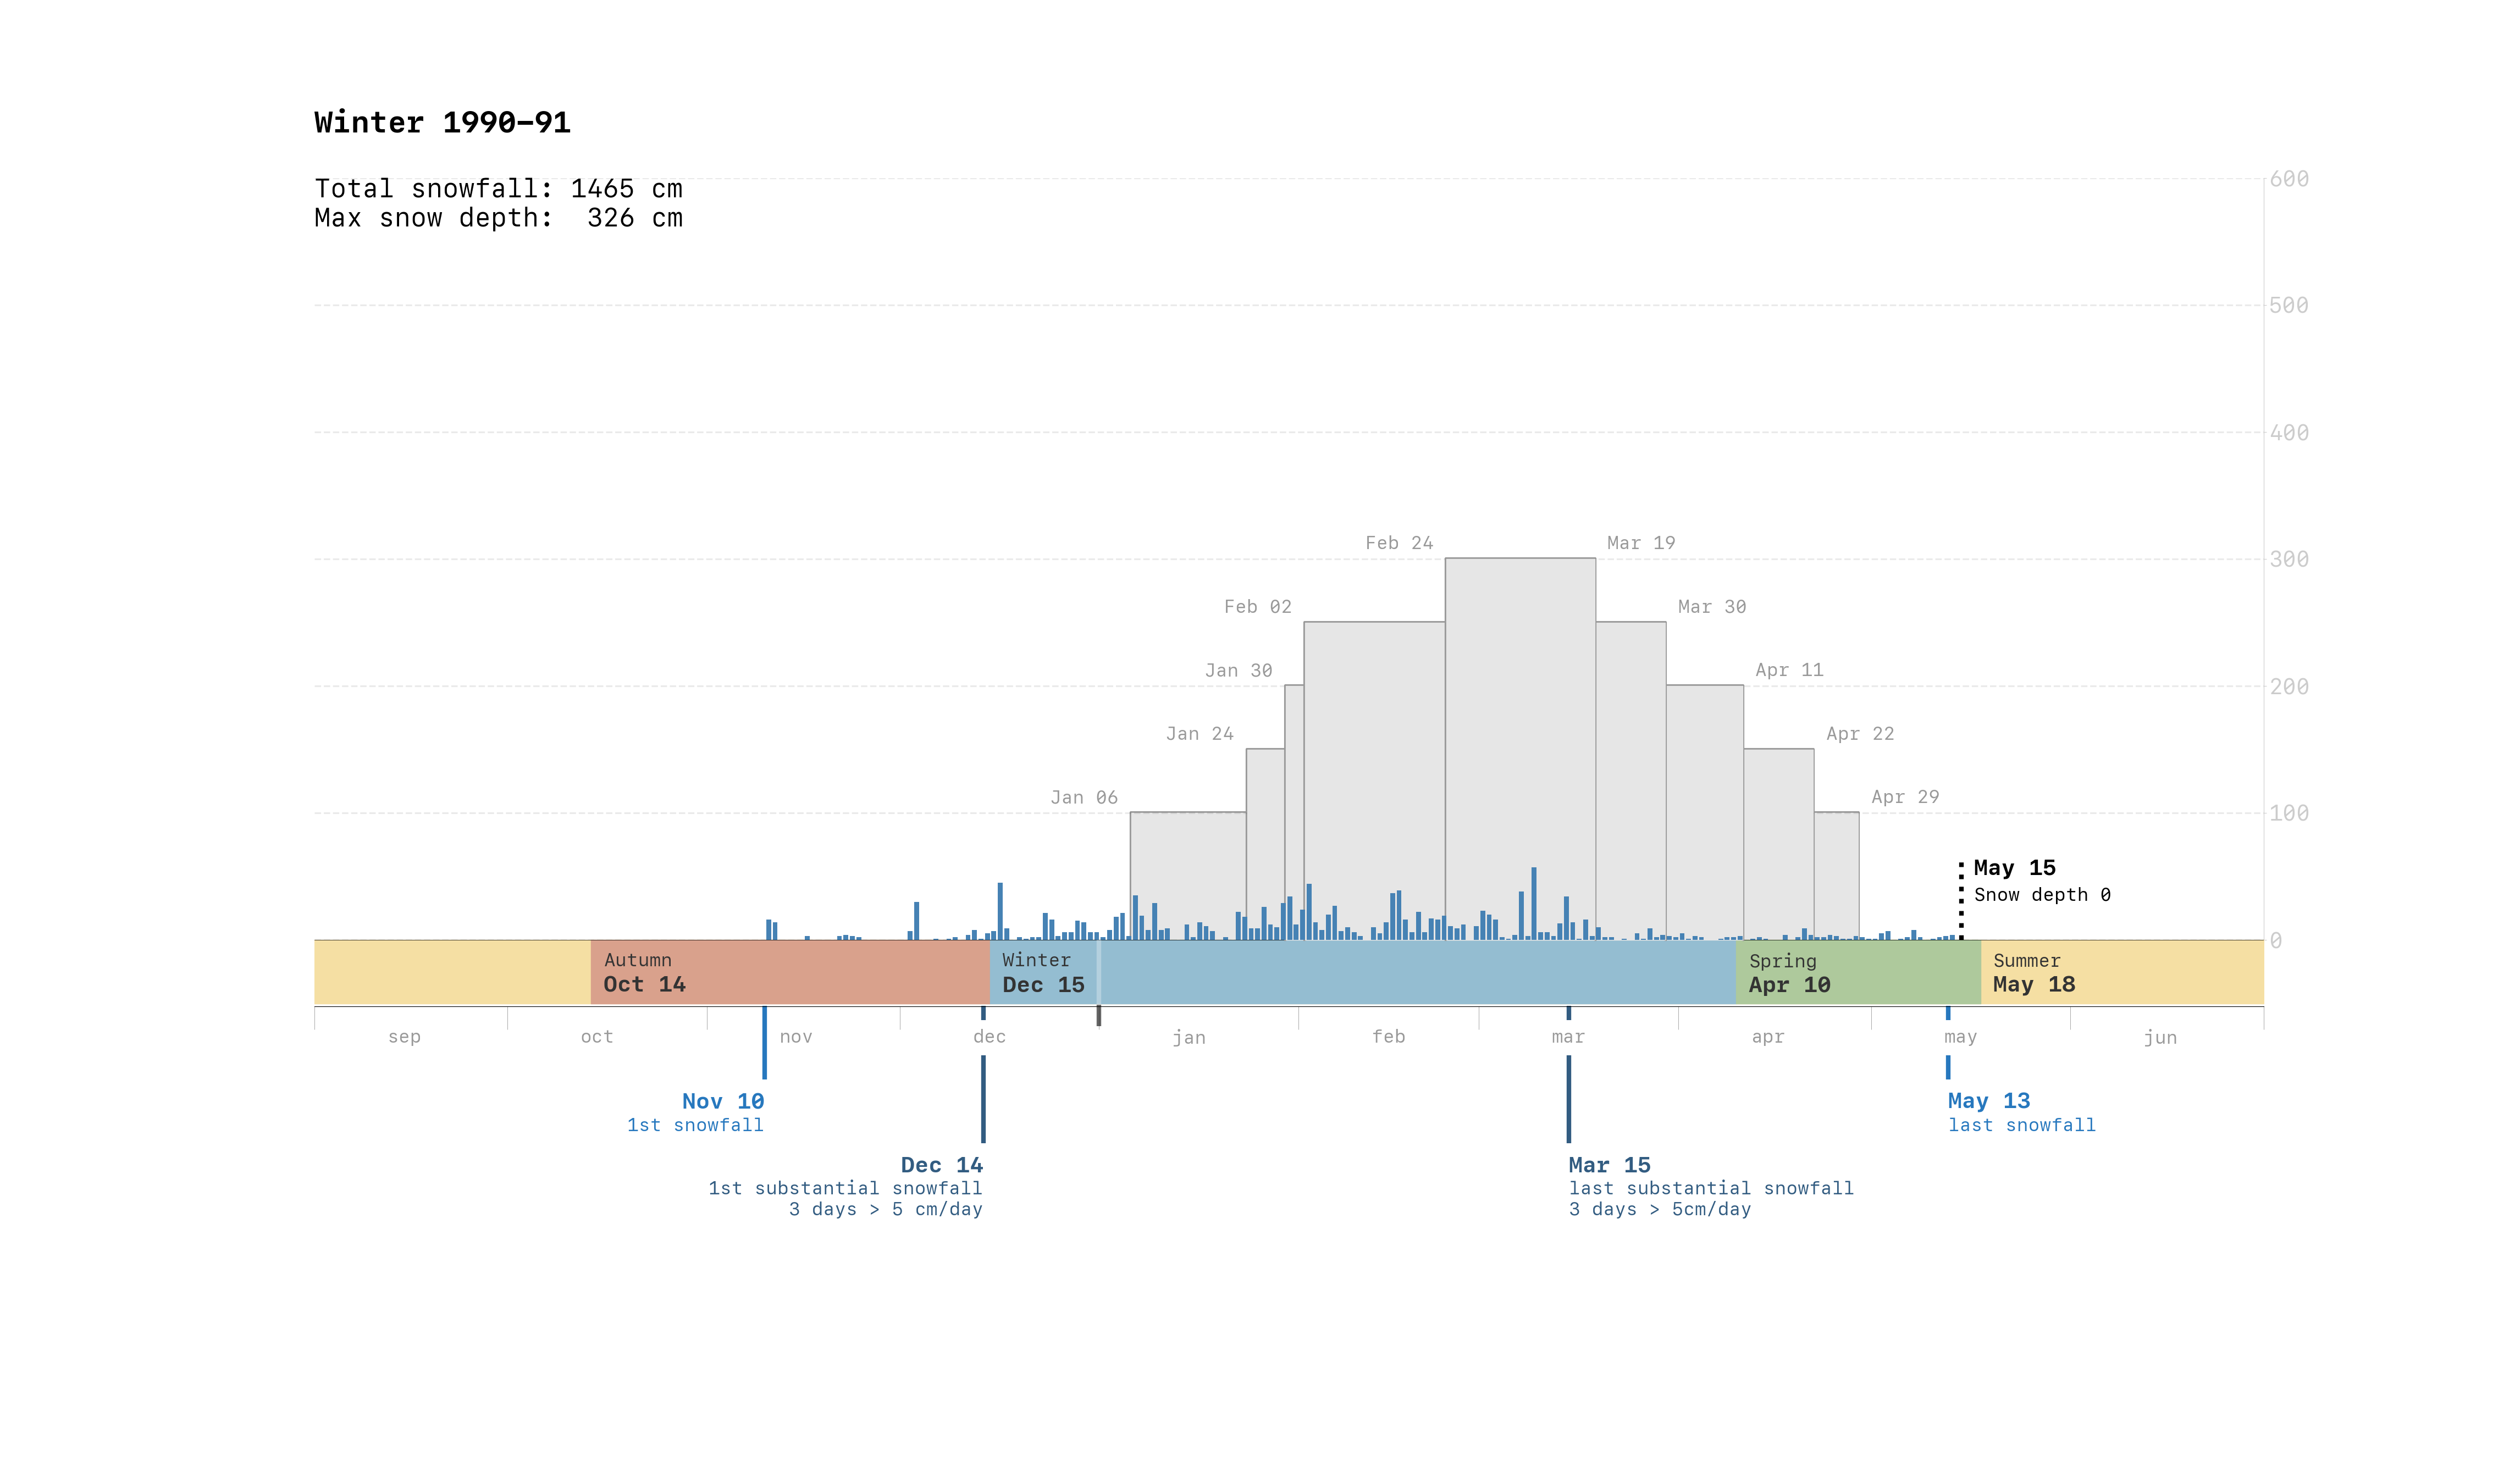 Winter 1990–91
Total snowfall: 1465 cm
Max snow depth:  326 cm
600
500
400
300
200
100
0
Feb 24
Mar 19
Feb 02
Mar 30
Jan 30
Apr 11
Jan 24
Apr 22
Jan 06
Apr 29
May 15
Snow depth 0
Autumn
Oct 14
Winter
Dec 15
Spring
Apr 10
Summer
May 18
sep oct nov dec jan feb mar apr may jun
Nov 10
1st snowfall
May 13
last snowfall
Dec 14
1st substantial snowfall
3 days > 5 cm/day
Mar 15
last substantial snowfall
3 days > 5cm/day